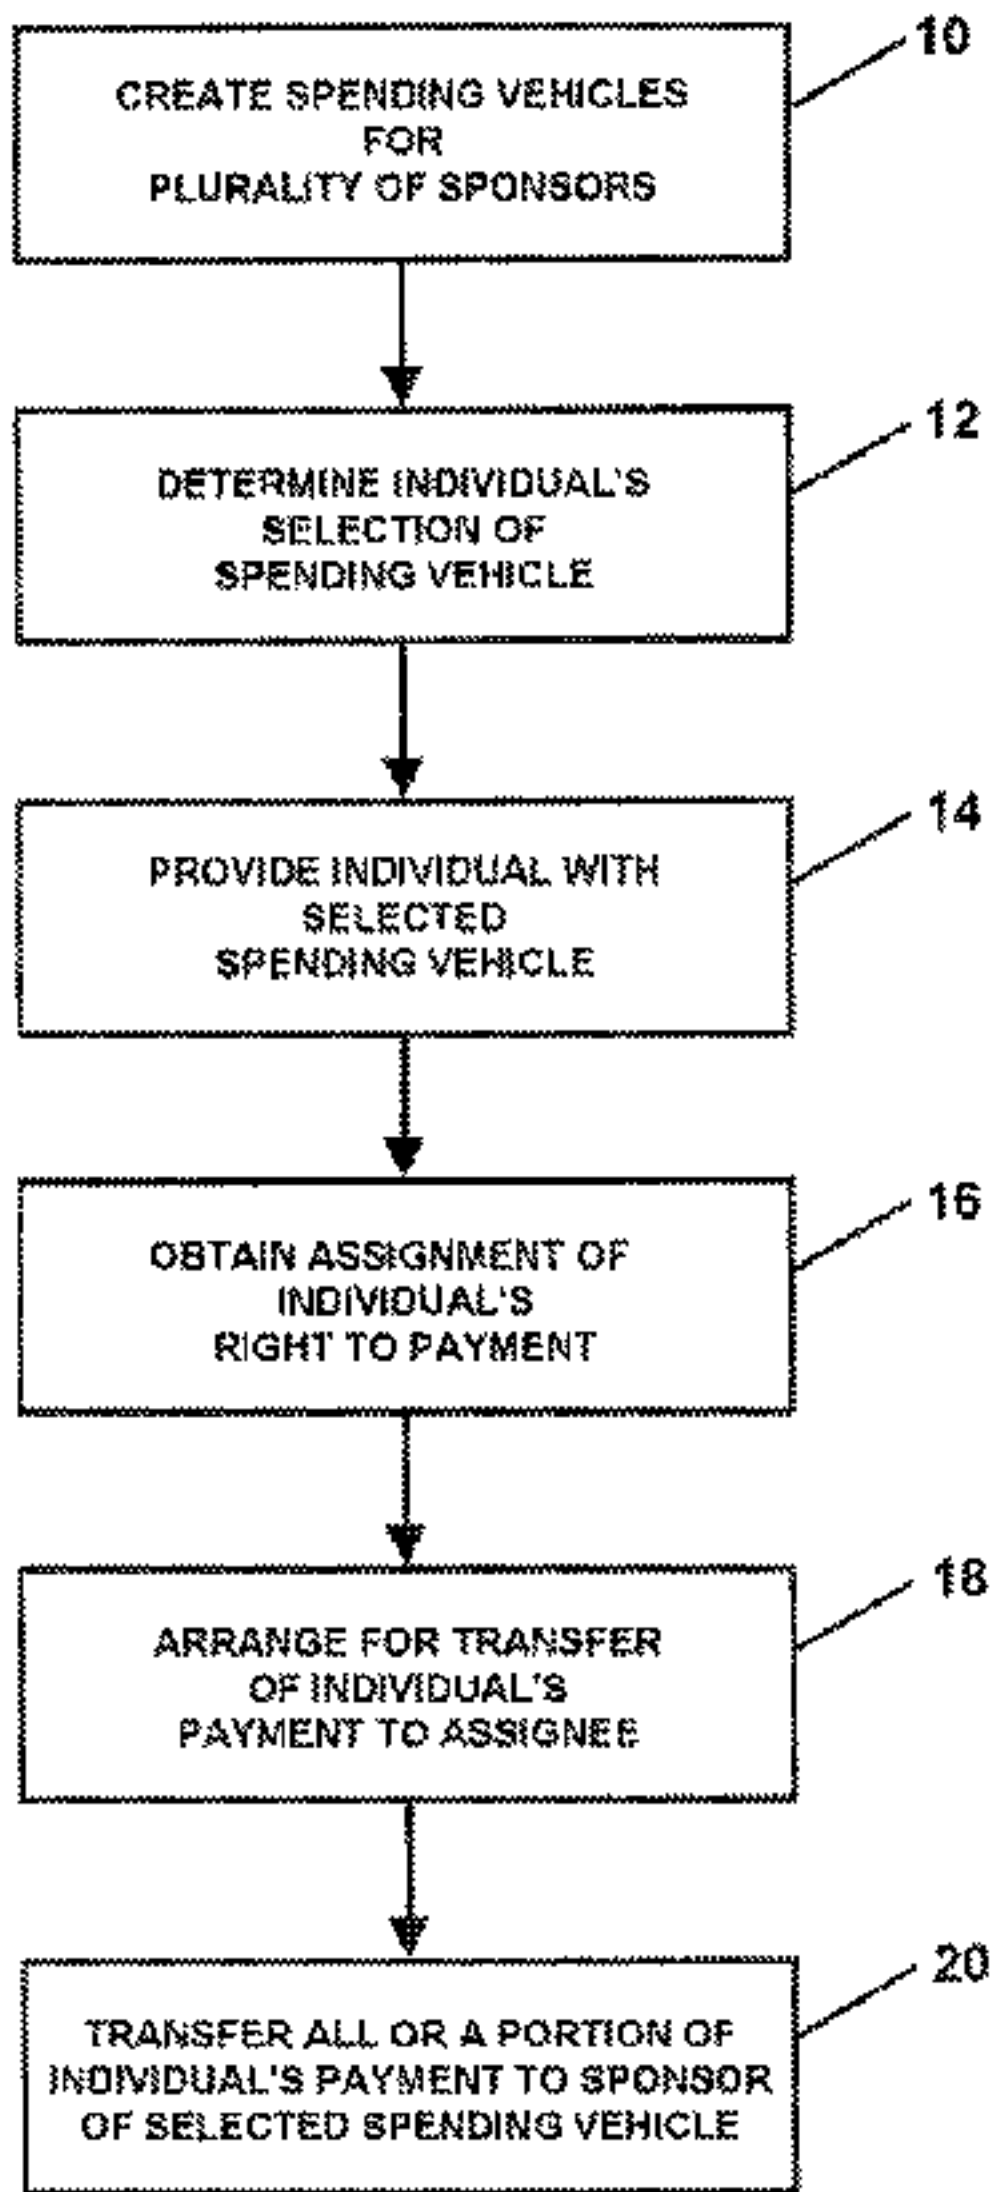 10
CREATE SPENDING VEHICLES
FOR
PLURALITY OF SPONSORS
12
DETERMINE INDIVIDUAL'S
SELECTION OF
SPENDING VEHICLE
14
PROVIDE INDIVIDUAL WITH
SELECTED
SPENDING VEHICLE
16
OBTAIN ASSIGNMENT OF
INDIVIDUAL'S
RIGHT TO PAYMENT
18
ARRANGE FOR TRANSFER
OF INDIVIDUAL'S
PAYMENT TO ASSIGNEE
20
TRANSFER ALL OR A PORTION OF
INDIVIDUAL'S PAYMENT TO SPONSOR
OF SELECTED SPENDING VEHICLE